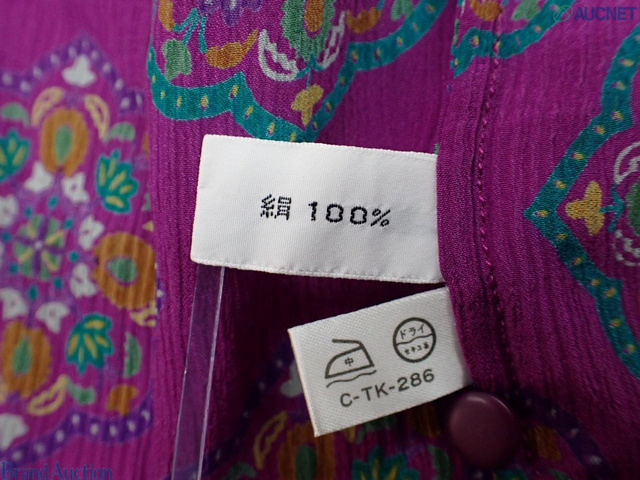 AUCNET
絹 100%
ドライ
セキユ系
中
C-TK-286
Brand Auction